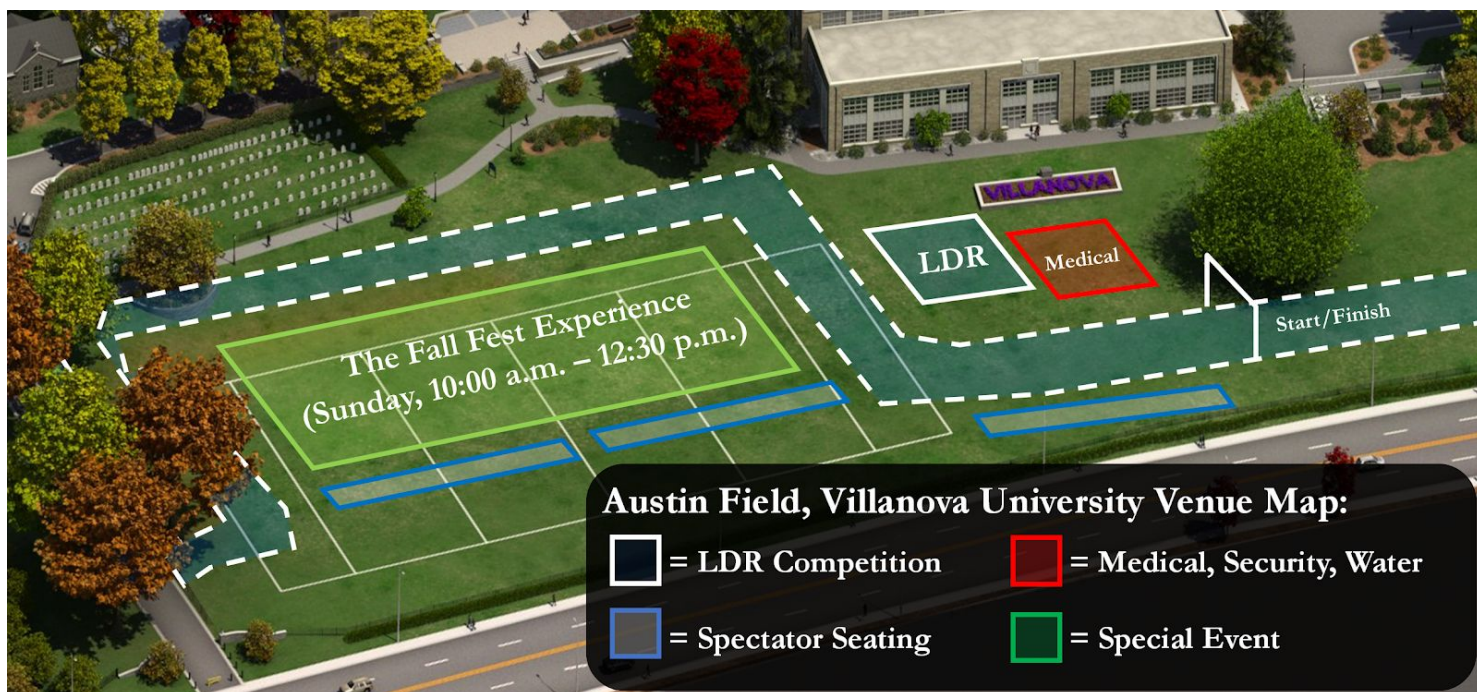 VILLANOVA
LDR
Medical
Start/Finish
The Fall Fest Experience
(Sunday, 10:00 a.m. – 12:30 p.m.)
Austin Field, Villanova University Venue Map:
= LDR Competition
= Medical, Security, Water
= Spectator Seating
= Special Event